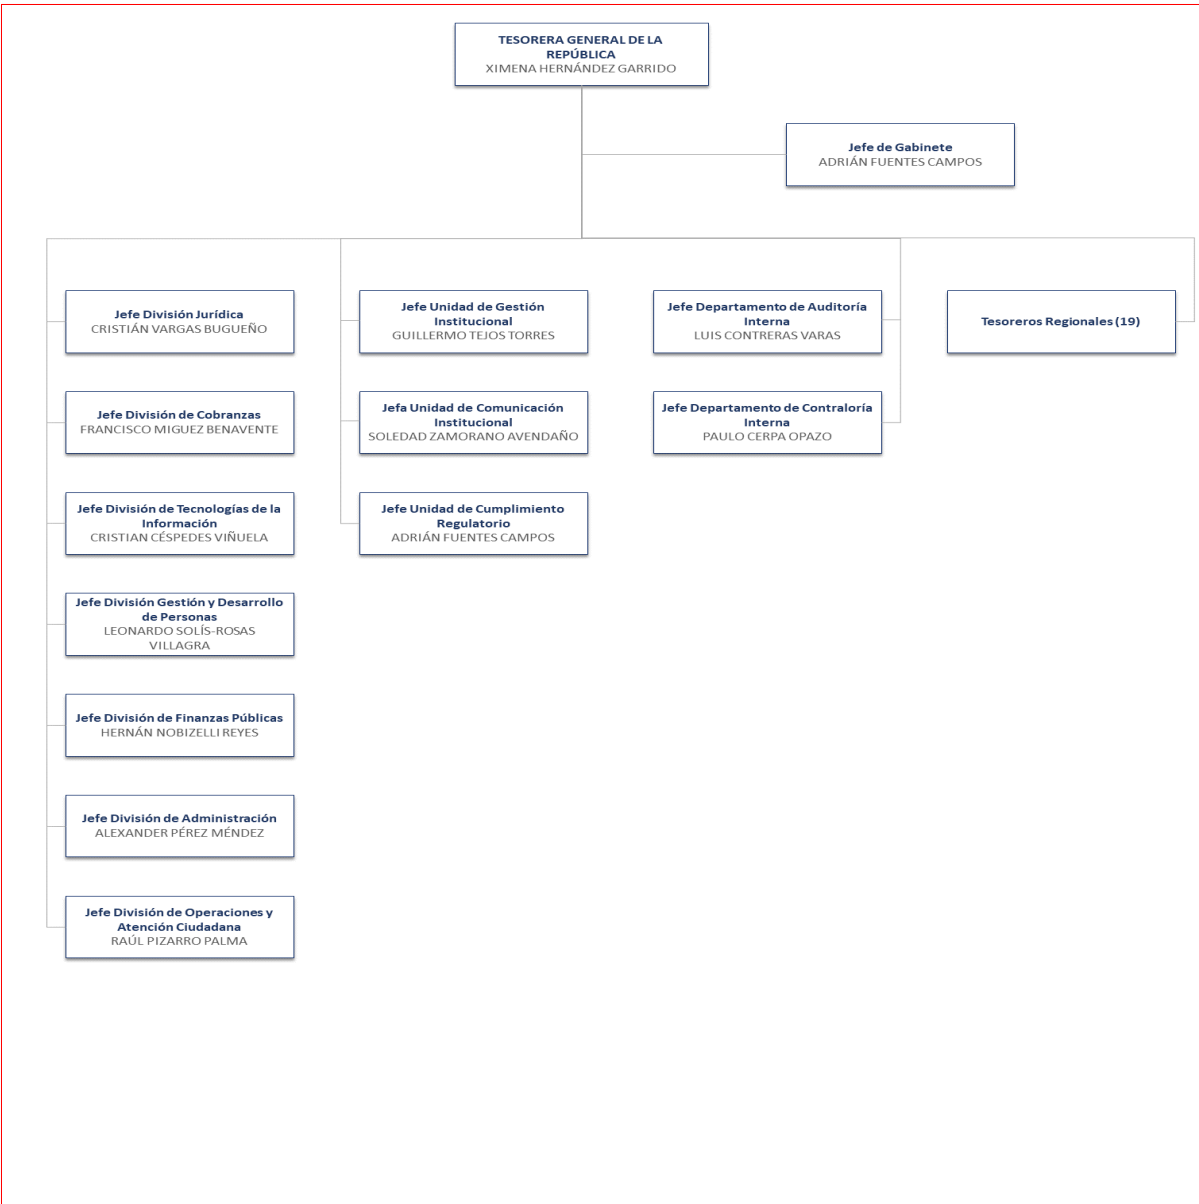 TESORERA GENERAL DE LA
REPÚBLICA
XIMENA HERNÁNDEZ GARRIDO
Jefe de Gabinete
ADRIÁN FUENTES CAMPOS
Jefe División Jurídica
CRISTIÁN VARGAS BUGUEÑO
Jefe División de Cobranzas
FRANCISCO MIGUEZ BENAVENTE
Jefe División de Tecnologías de la
Información
CRISTIAN CÉSPEDES VIÑUELA
Jefe División Gestión y Desarrollo
de Personas
LEONARDO SOLÍS-ROSAS
VILLAGRA
Jefe División de Finanzas Públicas
HERNÁN NOBIZELLI REYES
Jefe División de Administración
ALEXANDER PÉREZ MÉNDEZ
Jefe División de Operaciones y
Atención Ciudadana
RAÚL PIZARRO PALMA
Jefe Unidad de Gestión
Institucional
GUILLERMO TEJOS TORRES
Jefa Unidad de Comunicación
Institucional
SOLEDAD ZAMORANO AVENDAÑO
Jefe Unidad de Cumplimiento
Regulatorio
ADRIÁN FUENTES CAMPOS
Jefe Departamento de Auditoría
Interna
LUIS CONTRERAS VARAS
Jefe Departamento de Contraloría
Interna
PAULO CERPA OPAZO
Tesoreros Regionales (19)